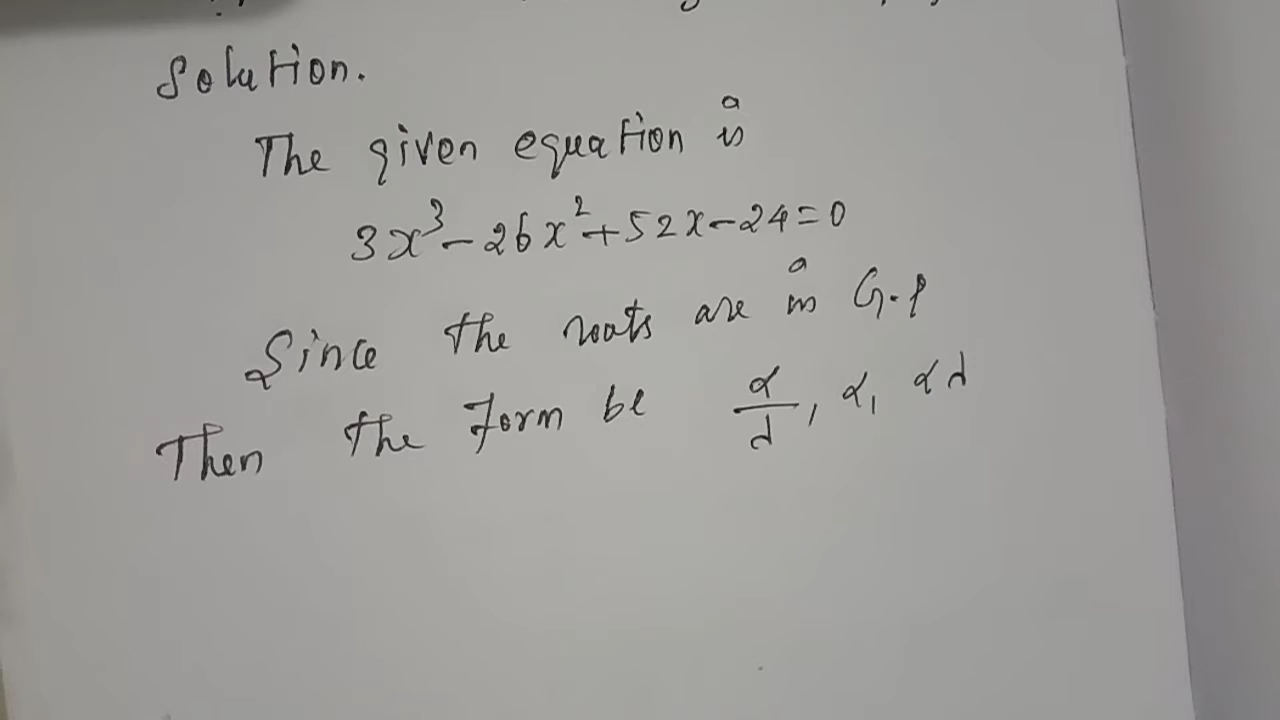 Solution.
The given equation is
3x³-26x²+52x-24=0
Since the roots are in G.P
Then the form be α/λ, α, αλ